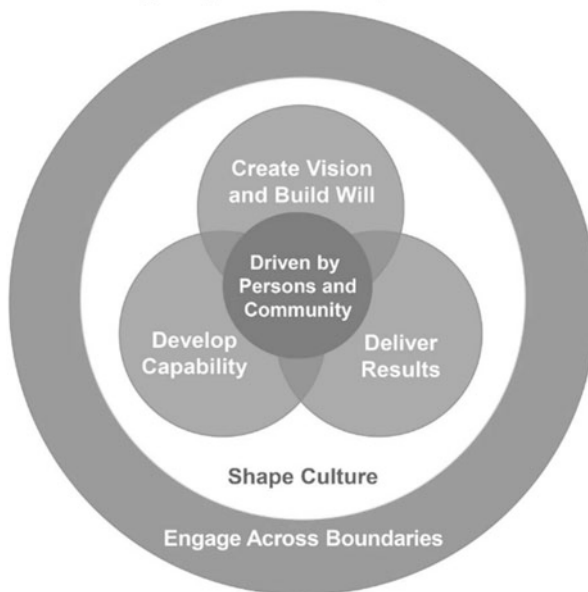 Create Vision
and Build Will
Driven by
Persons and
Community
Develop
Capability
Deliver
Results
Shape Culture
Engage Across Boundaries